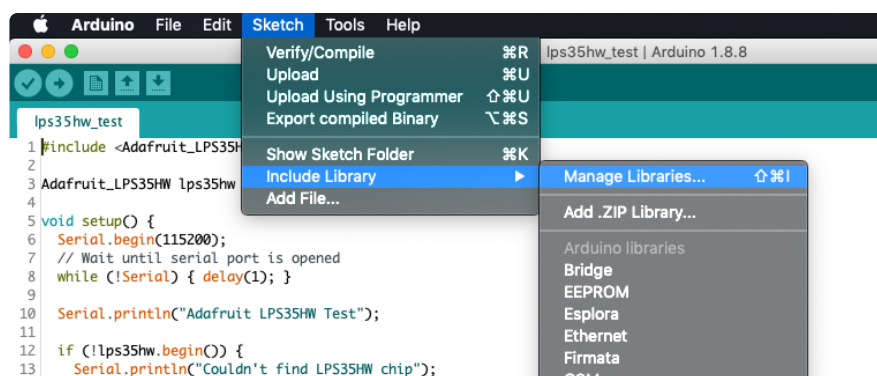 Arduino File Edit Sketch Tools Help
lps35hw_test | Arduino 1.8.8
Verify/Compile ⌘R
Upload ⌘U
Upload Using Programmer ⇧⌘U
Export compiled Binary ⌥⌘S
Show Sketch Folder ⌘K
Include Library ▶
Add File...
Manage Libraries... ⇧⌘I
Add .ZIP Library...
Arduino libraries
Bridge
EEPROM
Esplora
Ethernet
Firmata
lps35hw_test
1 #include <Adafruit_LPS35H
2
3 Adafruit_LPS35HW lps35hw
4
5 void setup() {
6 Serial.begin(115200);
7 // Wait until serial port is opened
8 while (!Serial) { delay(1); }
9
10 Serial.println("Adafruit LPS35HW Test");
11
12 if (!lps35hw.begin()) {
13 Serial.println("Couldn't find LPS35HW chip");